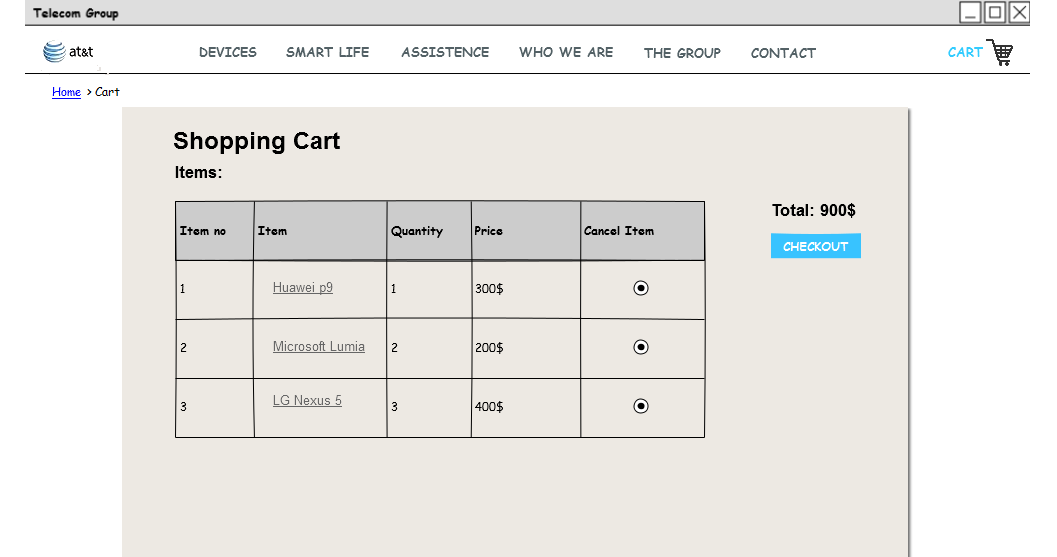 Telecom Group
at&t DEVICES SMART LIFE ASSISTENCE WHO WE ARE THE GROUP CONTACT CART
Home > Cart
Shopping Cart
Items:
Total: 900$
Item no Item Quantity Price Cancel Item
CHECKOUT
1 Huawei p9 1 300$
2 Microsoft Lumia 2 200$
3 LG Nexus 5 3 400$